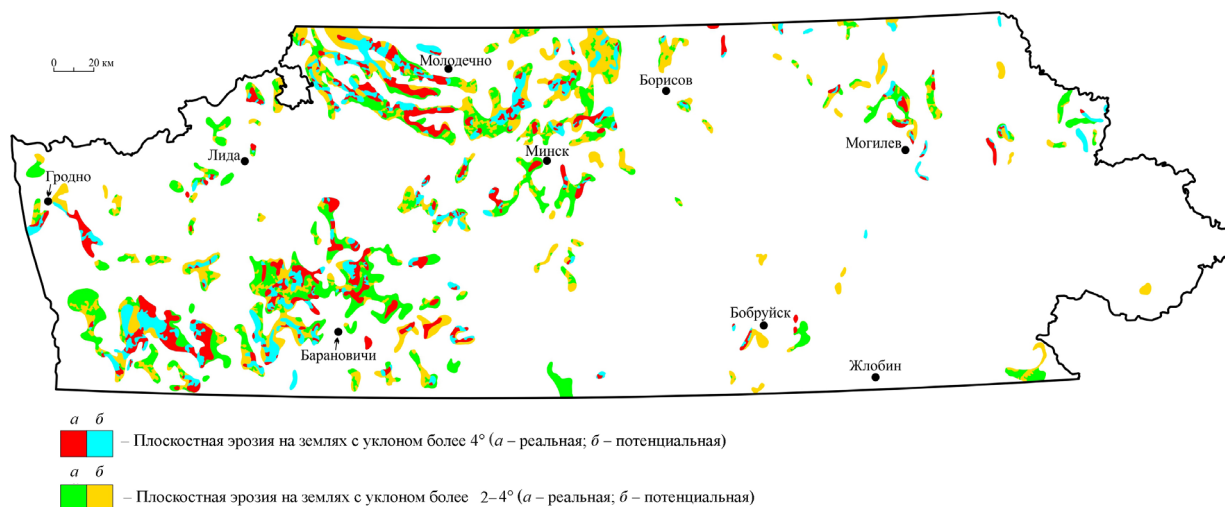 Молодечно
0 20 км
Борисов
Могилев
Минск
Лида
Гродно
Бобруйск
Барановичи
Жлобин
а б
– Плоскостная эрозия на землях с уклоном более 4° (а – реальная; б – потенциальная)
а б
– Плоскостная эрозия на землях с уклоном более 2–4° (а – реальная; б – потенциальная)